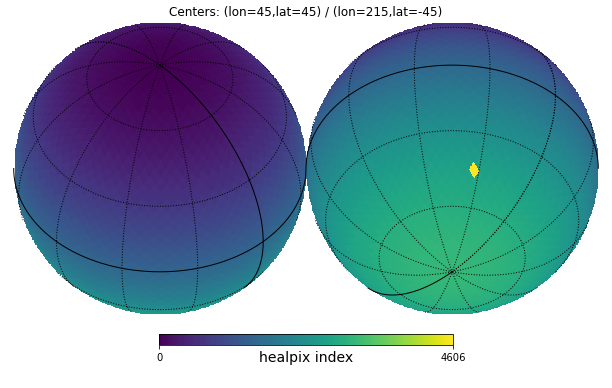 Centers: (lon=45,lat=45) / (lon=215,lat=-45)
0 4606
healpix index